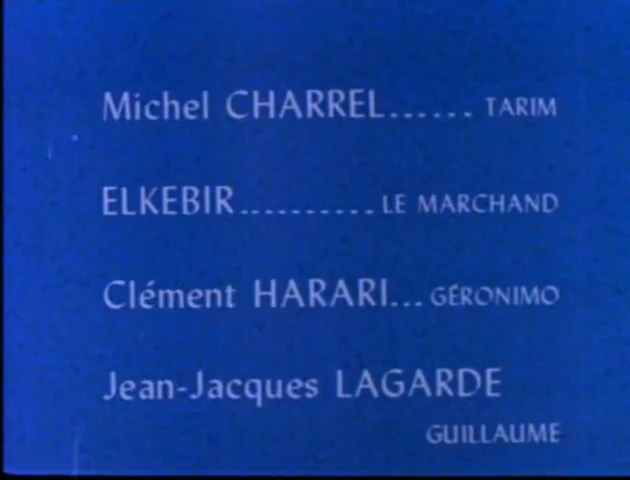 Michel CHARREL...... TARIM
ELKEBIR.......... LE MARCHAND
Clément HARARI... GÉRONIMO
Jean-Jacques LAGARDE
GUILLAUME